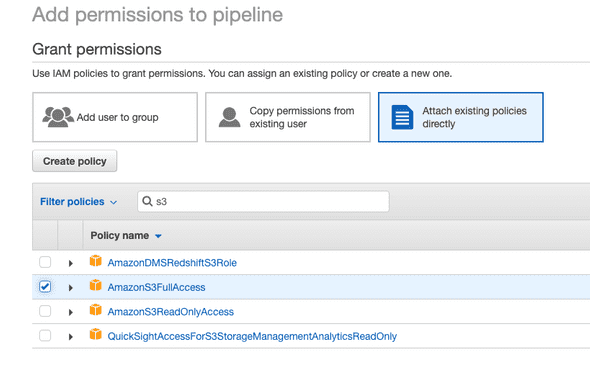 Add permissions to pipeline
Grant permissions
Use IAM policies to grant permissions. You can assign an existing policy or create a new one.
Add user to group
Copy permissions from
existing user
Attach existing policies
directly
Create policy
Filter policies
s3
Policy name
AmazonDMSRedshiftS3Role
AmazonS3FullAccess
AmazonS3ReadOnlyAccess
QuickSightAccessForS3StorageManagementAnalyticsReadOnly